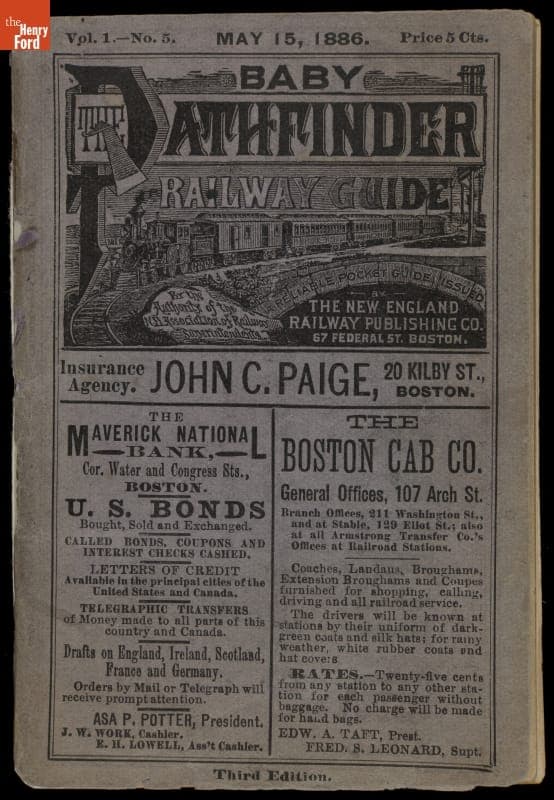 the
Henry
Ford
Vol. 1.—No. 5. MAY 15, 1886. Price 5 Cts.
BABY
PATHFINDER
RAILWAY GUIDE
A RELIABLE POCKET GUIDE, ISSUED
BY
By the
Authority of the
N.E. Association of Railway
Superintendents.
THE NEW ENGLAND
RAILWAY PUBLISHING CO.
67 FEDERAL ST. BOSTON.
Insurance
Agency.
JOHN C. PAIGE,
20 KILBY ST.,
BOSTON.
THE
MAVERICK NATIONAL
—BANK,—
Cor. Water and Congress Sts.,
BOSTON.
U. S. BONDS
Bought, Sold and Exchanged.
CALLED BONDS, COUPONS AND
INTEREST CHECKS CASHED.
LETTERS OF CREDIT
Available in the principal cities of the
United States and Canada.
TELEGRAPHIC TRANSFERS
of Money made to all parts of this
country and Canada.
Drafts on England, Ireland, Scotland,
France and Germany.
Orders by Mail or Telegraph will
receive prompt attention.
ASA P. POTTER, President.
J. W. WORK, Cashier.
E. H. LOWELL, Ass't Cashier.
THE
BOSTON CAB CO.
General Offices, 107 Arch St.
Branch Offices, 211 Washington St.,
and at Stable, 129 Eliot St.; also
at all Armstrong Transfer Co.'s
Offices at Railroad Stations.
Coaches, Landaus, Broughams,
Extension Broughams and Coupes
furnished for shopping, calling,
driving and all railroad service.
The drivers will be known at
stations by their uniform of dark-
green coats and silk hats; for rainy
weather, white rubber coats and
hat covers
RATES.—Twenty-five cents
from any station to any other sta-
tion for each passenger without
baggage. No charge will be made
for hand bags.
EDW. A. TAFT, Prest.
FRED. S. LEONARD, Supt.
Third Edition.